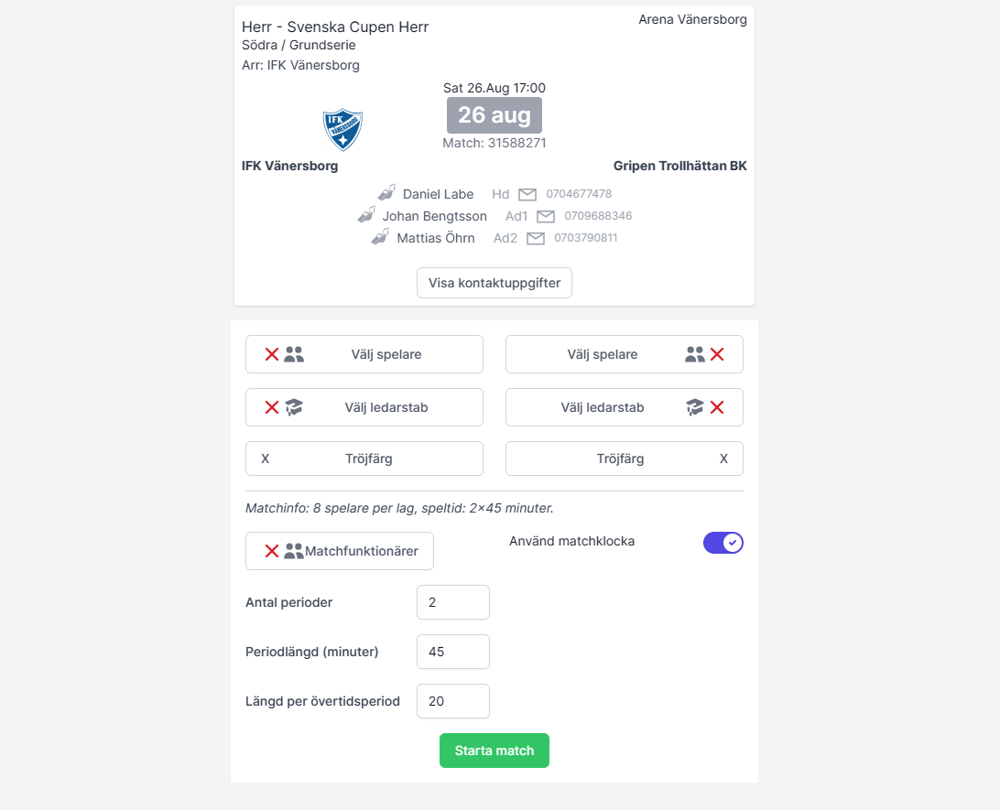 Herr - Svenska Cupen Herr
Arena Vänersborg
Södra / Grundserie
Arr: IFK Vänersborg
Sat 26.Aug 17:00
26 aug
Match: 31588271
IFK
VÄNERSBORG
IFK Vänersborg
Gripen Trollhättan BK
Daniel Labe Hd 0704677478
Johan Bengtsson Ad1 0709688346
Mattias Öhrn Ad2 0703790811
Visa kontaktuppgifter
Välj spelare
Välj spelare
Välj ledarstab
Välj ledarstab
X Tröjfärg
Tröjfärg X
Matchinfo: 8 spelare per lag, speltid: 2×45 minuter.
Matchfunktionärer
Använd matchklocka
Antal perioder 2
Periodlängd (minuter) 45
Längd per övertidsperiod 20
Starta match